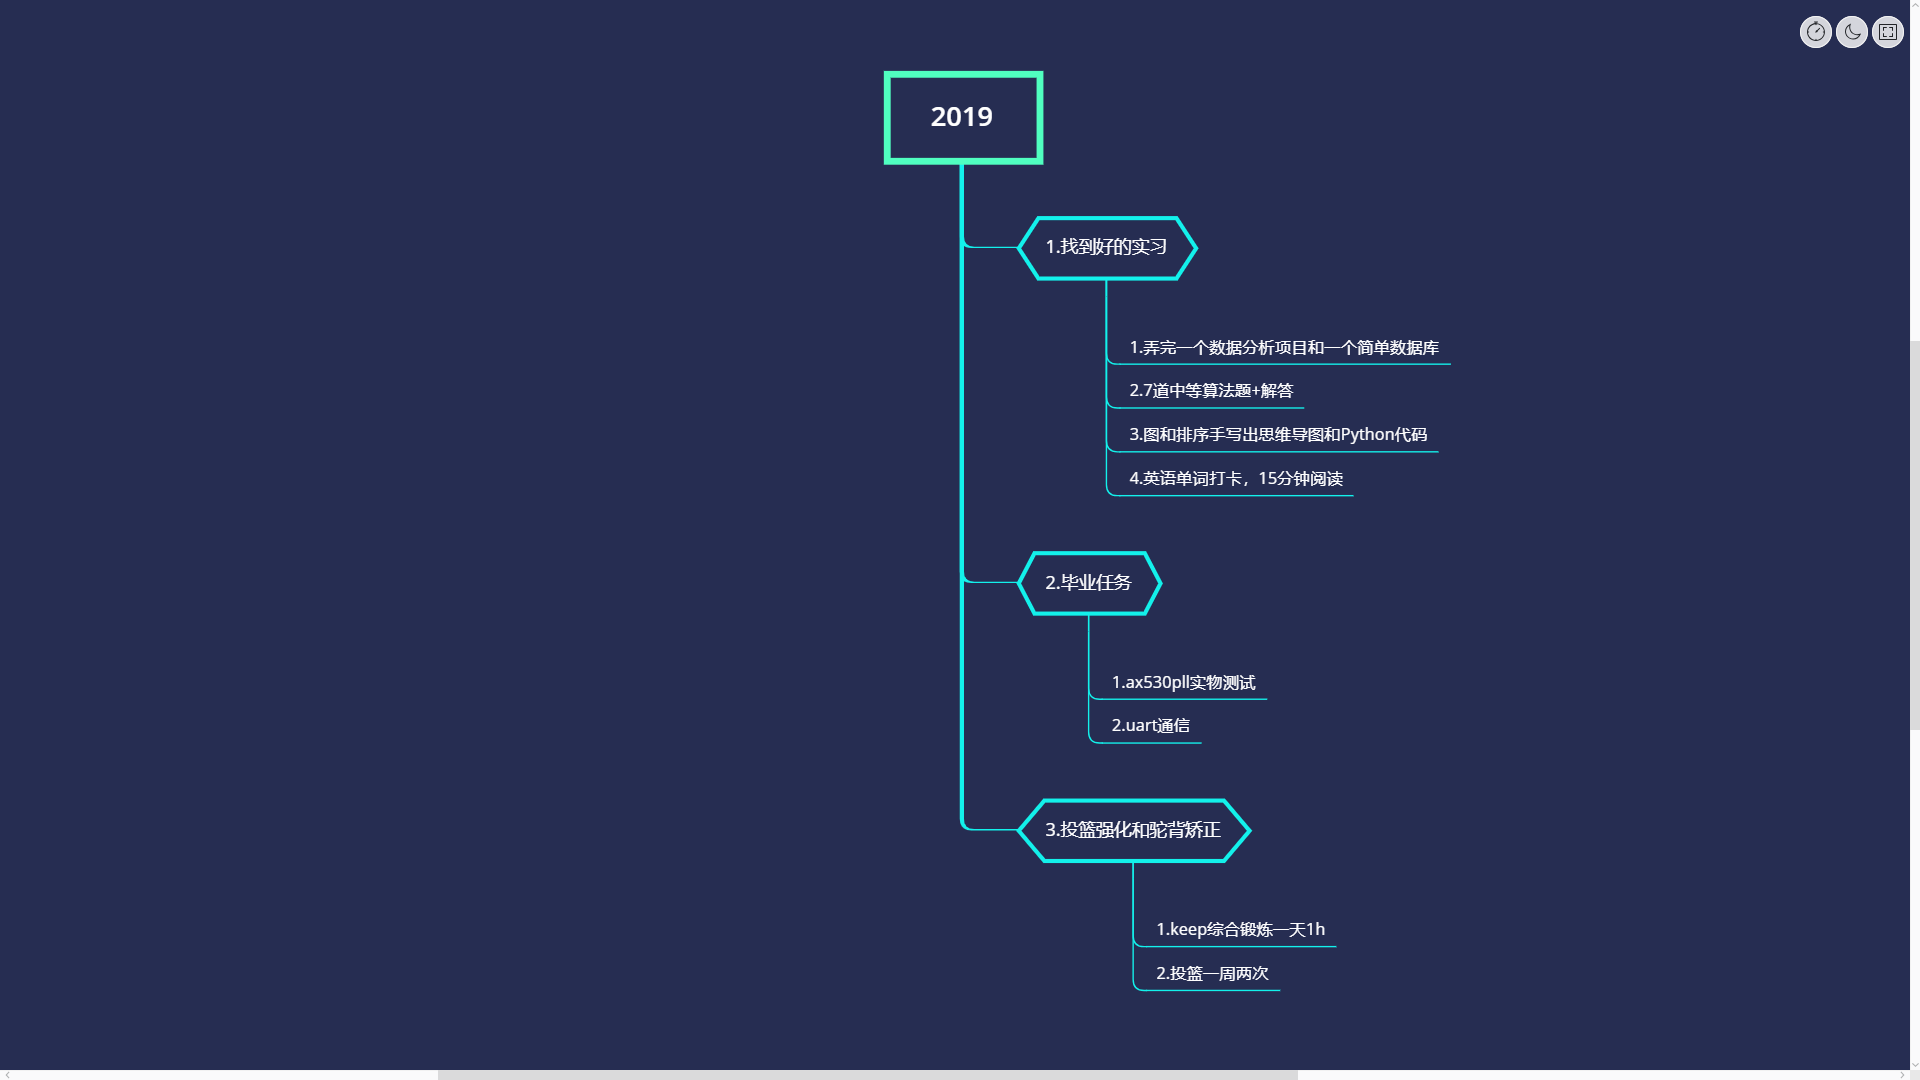 2019
1.找到好的实习
1.弄完一个数据分析项目和一个简单数据库
2.7道中等算法题+解答
3.图和排序手写出思维导图和Python代码
4.英语单词打卡，15分钟阅读
2.毕业任务
1.ax530pll实物测试
2.uart通信
3.投篮强化和驼背矫正
1.keep综合锻炼一天1h
2.投篮一周两次